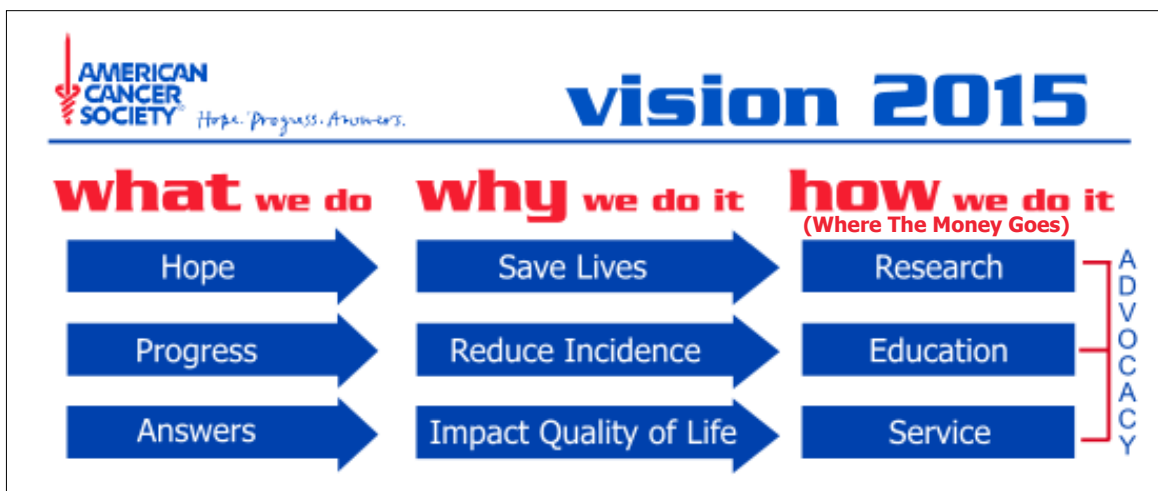 AMERICAN
CANCER
SOCIETY®
Hope. Progress. Answers.
vision 2015
what we do
why we do it
how we do it
(Where The Money Goes)
Hope
Save Lives
Research
Progress
Reduce Incidence
Education
Answers
Impact Quality of Life
Service
ADVOCACY